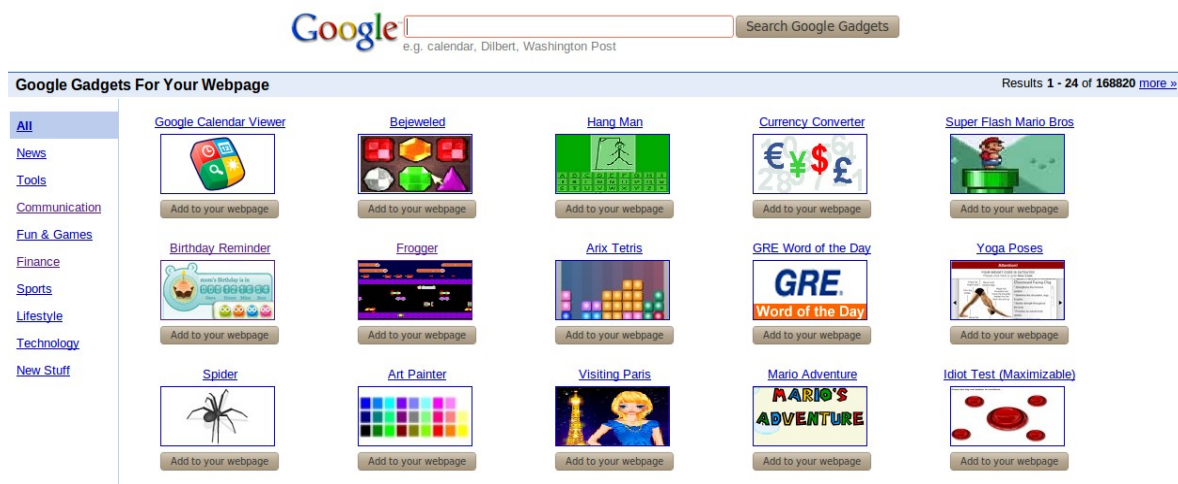 Google Search Google Gadgets
e.g. calendar, Dilbert, Washington Post
Google Gadgets For Your Webpage Results 1 - 24 of 168820 more »
All
News
Tools
Communication
Fun & Games
Finance
Sports
Lifestyle
Technology
New Stuff
Google Calendar Viewer Bejeweled Hang Man Currency Converter Super Flash Mario Bros
12
€ ¥ $ £
Add to your webpage Add to your webpage Add to your webpage Add to your webpage Add to your webpage
Birthday Reminder Frogger Arix Tetris GRE Word of the Day Yoga Poses
mom's Birthday is in
GRE
Word of the Day
Add to your webpage Add to your webpage Add to your webpage Add to your webpage Add to your webpage
Spider Art Painter Visiting Paris Mario Adventure Idiot Test (Maximizable)
MARIO'S
ADVENTURE
Add to your webpage Add to your webpage Add to your webpage Add to your webpage Add to your webpage